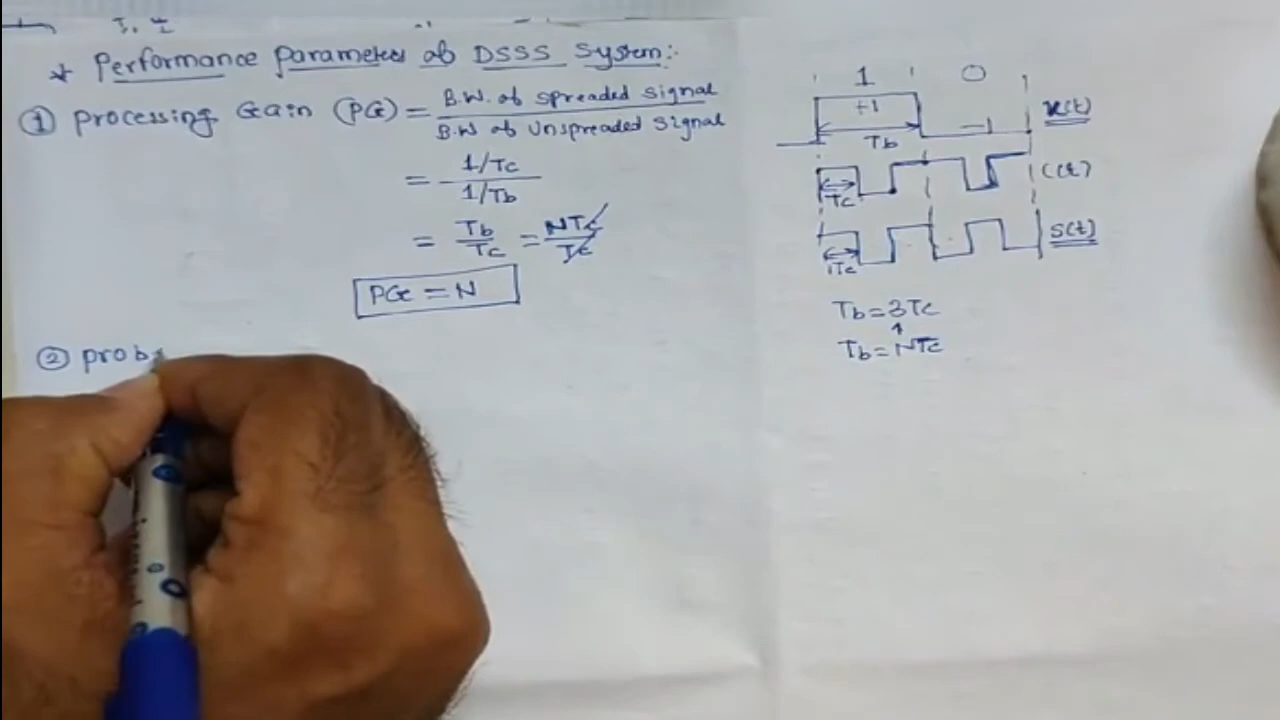 * Performance Parameters of DSSS System:-
① Processing Gain (PG) = B.W. of spreaded signal / B.W of Unspreaded Signal
= 1/Tc / 1/Tb
= Tb/Tc = NTc/Tc
PG = N
② prob
1 0
+1 -1 x(t)
Tb
c(t)
Tc
s(t)
Tc
Tb = 3Tc
↑
Tb = NTc